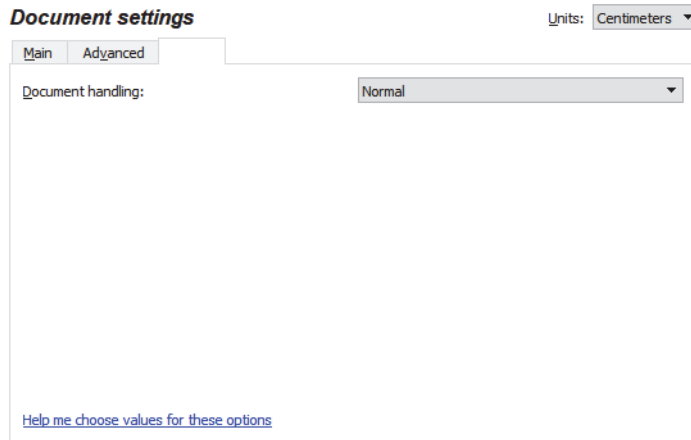 Document settings
Units: Centimeters
Main Advanced
Document handling: Normal
Help me choose values for these options